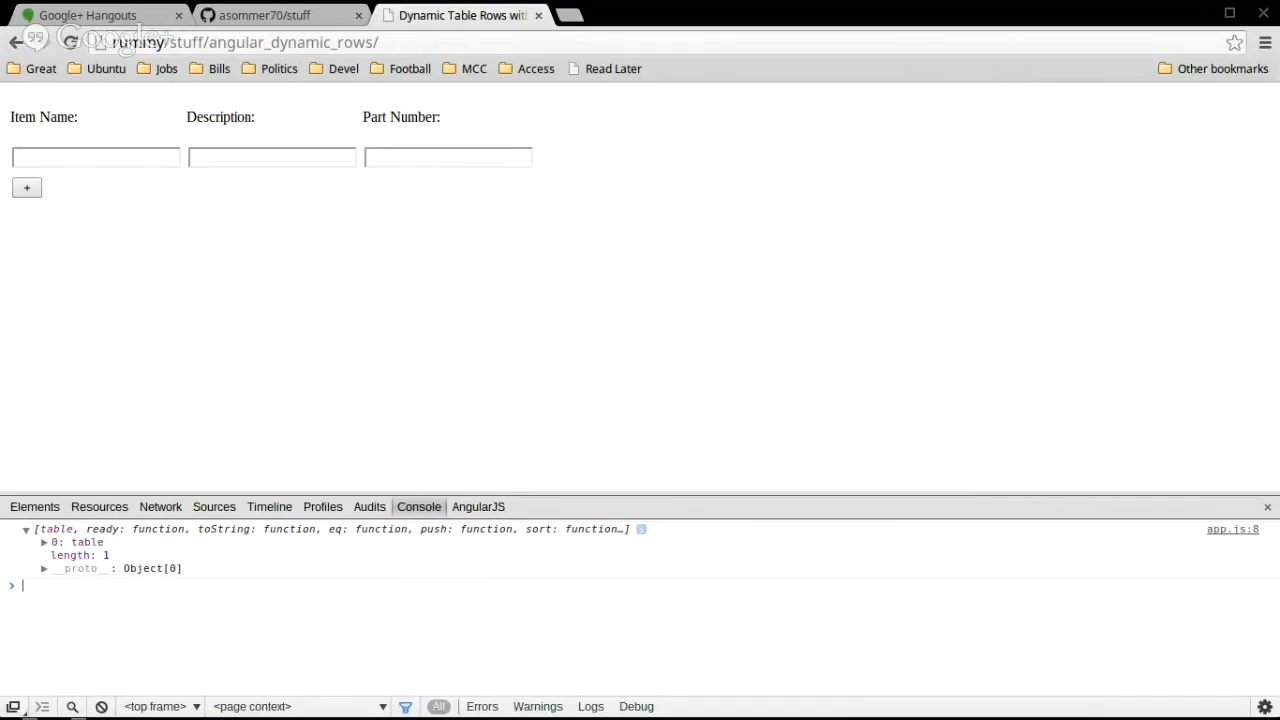 Google+ Hangouts
asommer70/stuff
Dynamic Table Rows wit
Google+
rummy/stuff/angular_dynamic_rows/
Great
Ubuntu
Jobs
Bills
Politics
Devel
Football
MCC
Access
Read Later
Other bookmarks
Item Name:
Description:
Part Number:
+
Elements
Resources
Network
Sources
Timeline
Profiles
Audits
Console
AngularJS
[table, ready: function, toString: function, eq: function, push: function, sort: function…]
app.js:8
0: table
length: 1
__proto__: Object[0]
<top frame>
<page context>
All
Errors
Warnings
Logs
Debug